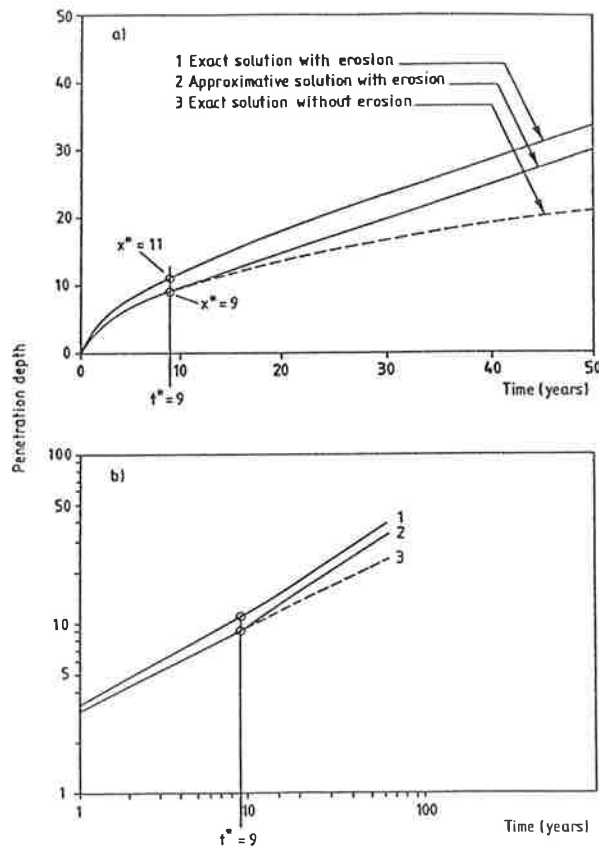 50
a)
1 Exact solution with erosion
2 Approximative solution with erosion
3 Exact solution without erosion
40
30
20
x* = 11
10
x* = 9
0
0 10 20 30 40 50
t* = 9
Time (years)
Penetration depth
100
b)
50
1
2
3
10
5
1
1 10 100
t* = 9
Time (years)